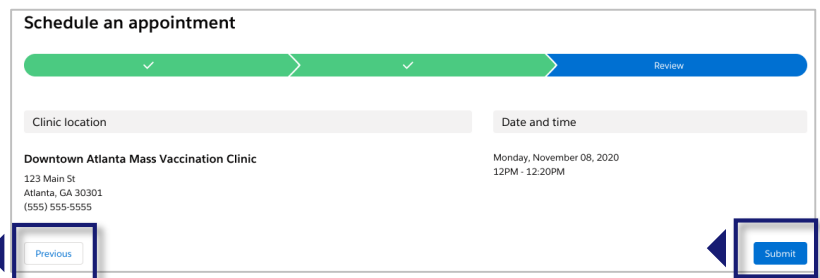 Schedule an appointment
Review
Clinic location
Date and time
Downtown Atlanta Mass Vaccination Clinic
123 Main St
Atlanta, GA 30301
(555) 555-5555
Monday, November 08, 2020
12PM - 12:20PM
Previous
Submit